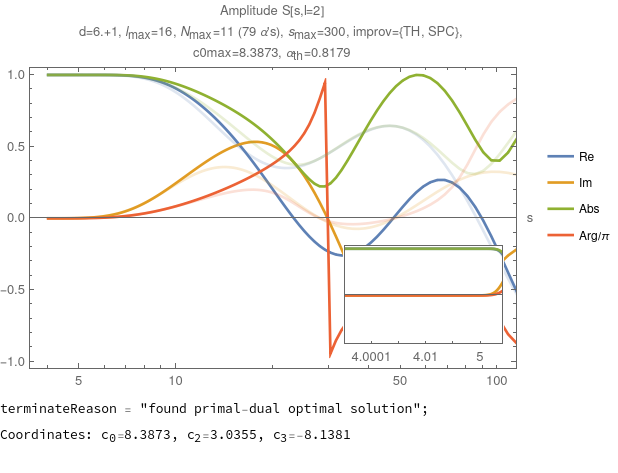 Amplitude S[s,l=2]
d=6.+1, lmax=16, Nmax=11 (79 α's), smax=300, improv={TH, SPC},
c0max=8.3873, αth=0.8179
1.0
0.5
0.0
-0.5
-1.0
s
Re
Im
Abs
Arg/π
4.0001 4.01 5
5 10 50 100
terminateReason = "found primal-dual optimal solution";
Coordinates: c0=8.3873, c2=3.0355, c3=-8.1381